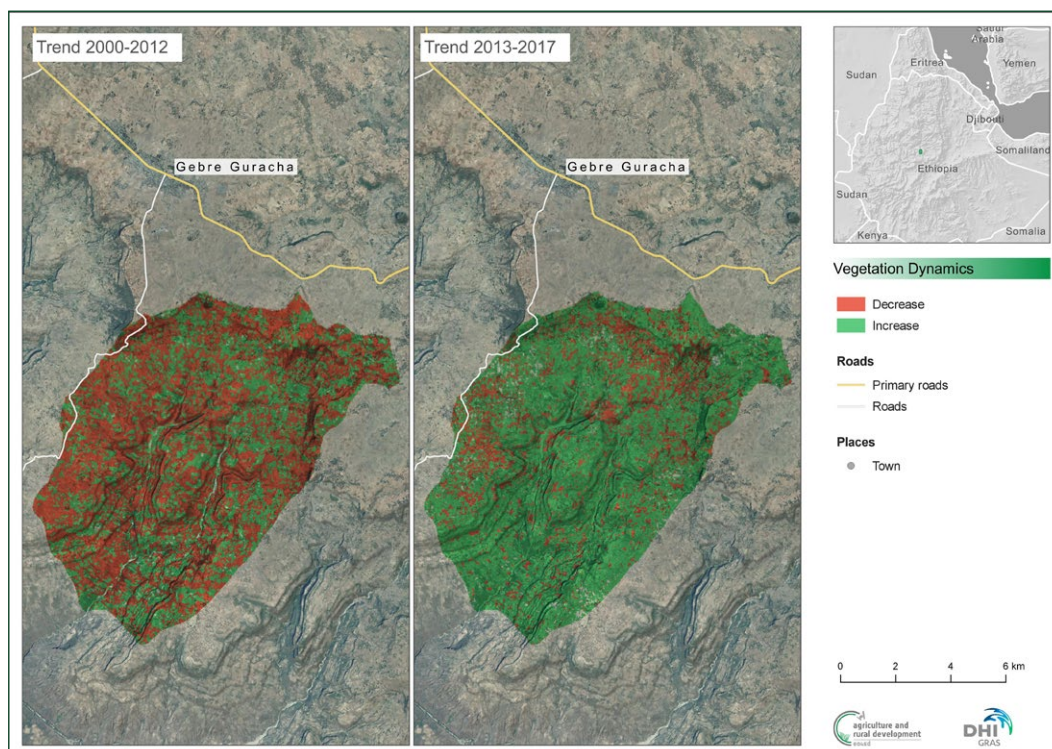 Trend 2000-2012
Gebre Guracha
Trend 2013-2017
Gebre Guracha
Saudi
Arabia
Eritrea
Yemen
Sudan
Djibouti
Somaliland
Ethiopia
Sudan
Kenya
Somalia
Vegetation Dynamics
Decrease
Increase
Roads
Primary roads
Roads
Places
Town
0 2 4 6 km
agriculture and
rural development
eo4sd
DHI
GRAS